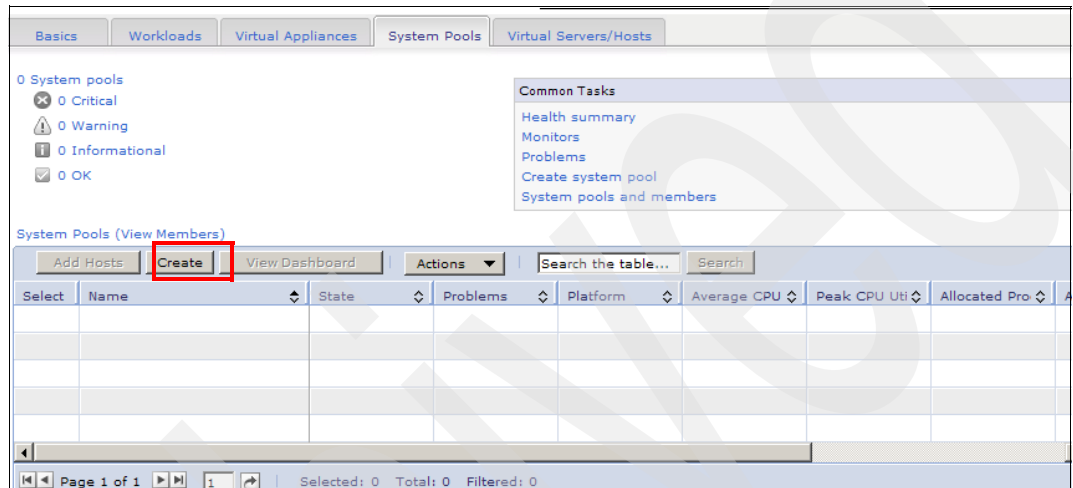 Basics Workloads Virtual Appliances System Pools Virtual Servers/Hosts
0 System pools
0 Critical
0 Warning
0 Informational
0 OK
Common Tasks
Health summary
Monitors
Problems
Create system pool
System pools and members
System Pools (View Members)
Add Hosts Create View Dashboard Actions Search the table... Search
Select Name State Problems Platform Average CPU Peak CPU Uti Allocated Pro A
Page 1 of 1 1 Selected: 0 Total: 0 Filtered: 0